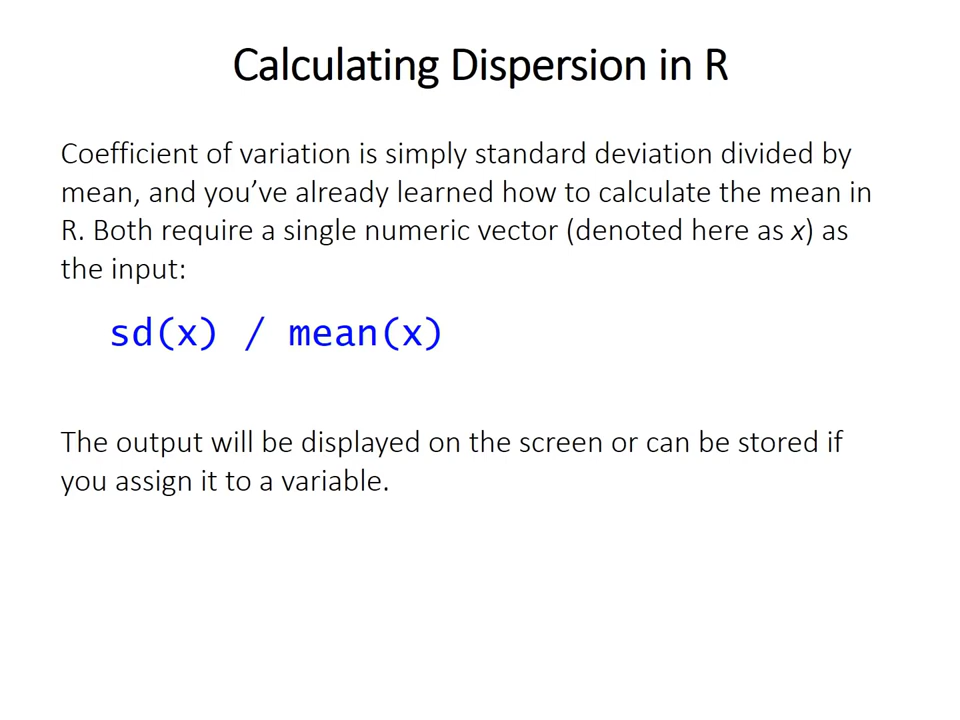 Calculating Dispersion in R
Coefficient of variation is simply standard deviation divided by
mean, and you’ve already learned how to calculate the mean in
R. Both require a single numeric vector (denoted here as x) as
the input:
sd(x) / mean(x)
The output will be displayed on the screen or can be stored if
you assign it to a variable.